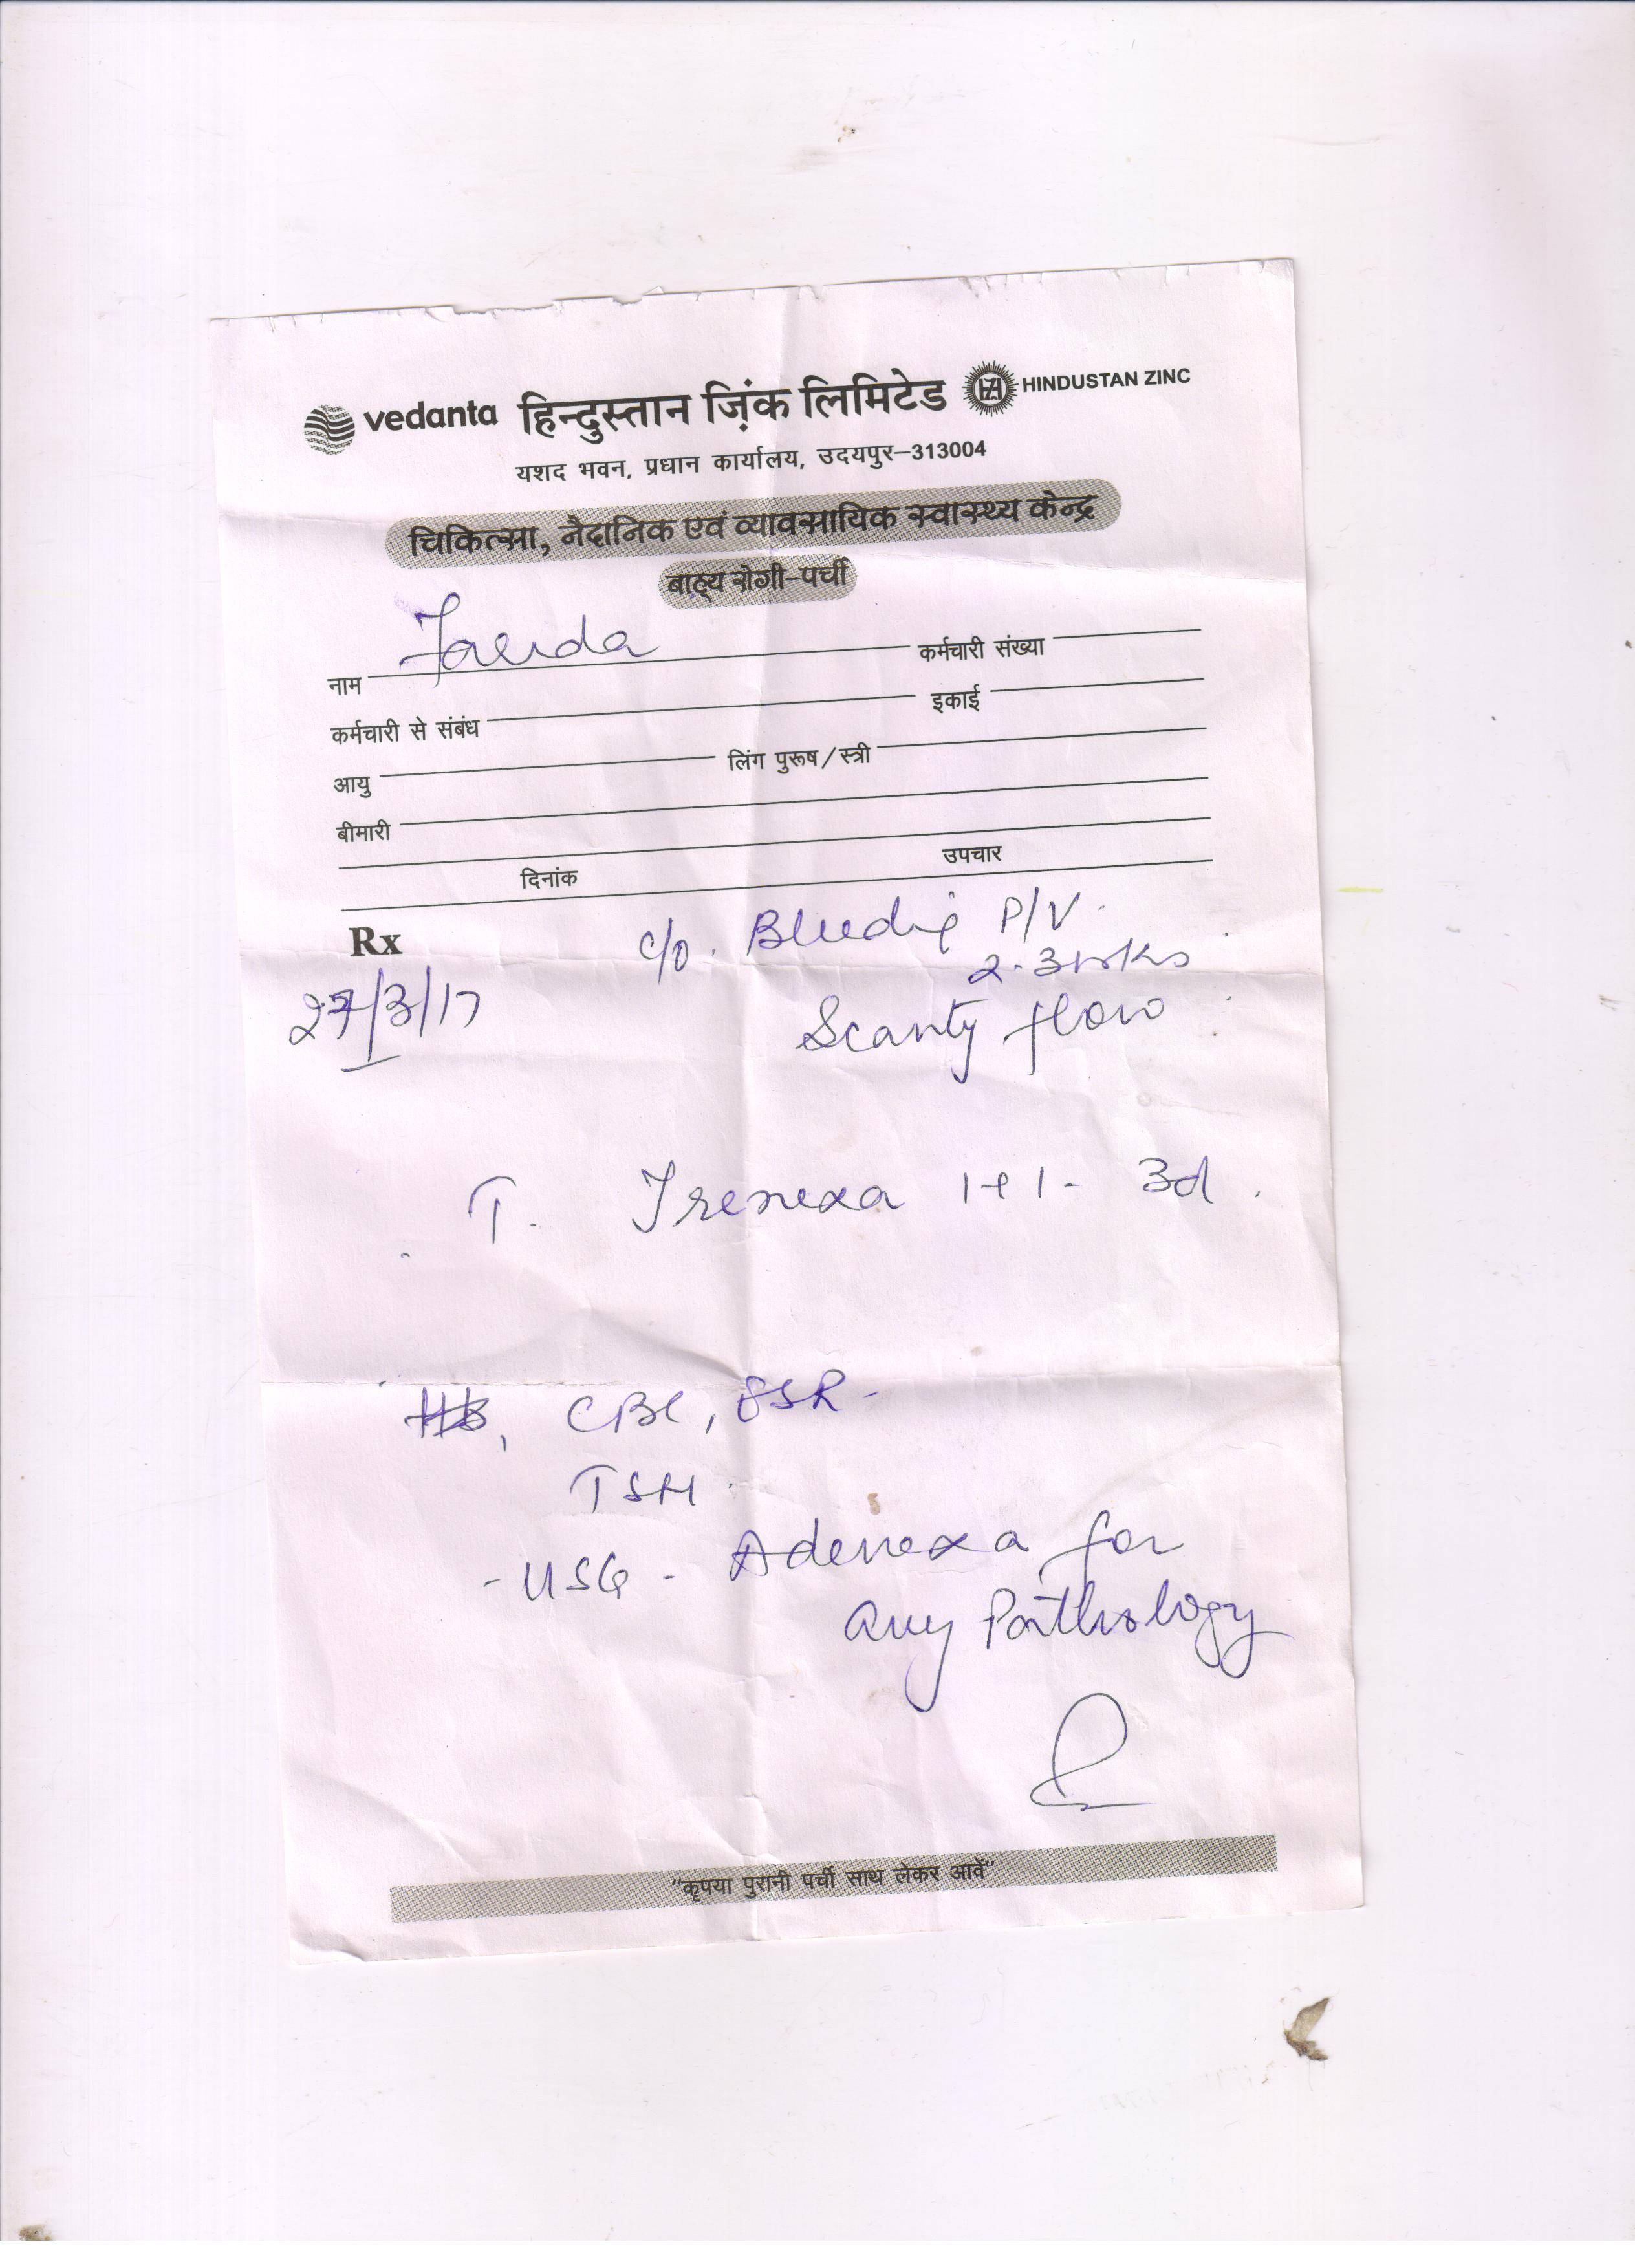 vedanta हिन्दुस्तान ज़िंक लिमिटेड HZ HINDUSTAN ZINC
यशद भवन, प्रधान कार्यालय, उदयपुर–313004
चिकित्सा, नैदानिक एवं व्यावसायिक स्वास्थ्य केन्द्र
बाह्य रोगी-पर्ची
नाम कर्मचारी संख्या
कर्मचारी से संबंध इकाई
आयु लिंग पुरूष/स्त्री
बीमारी
दिनांक उपचार
Rx c/o. Bleeding P/V.
2-3 wks
27/3/17 Scanty flow
T. Trenexa 1-1- 3d.
CBC, ESR-
TSH
- USG - Adenexa for
any Pathology
"कृपया पुरानी पर्ची साथ लेकर आवें"